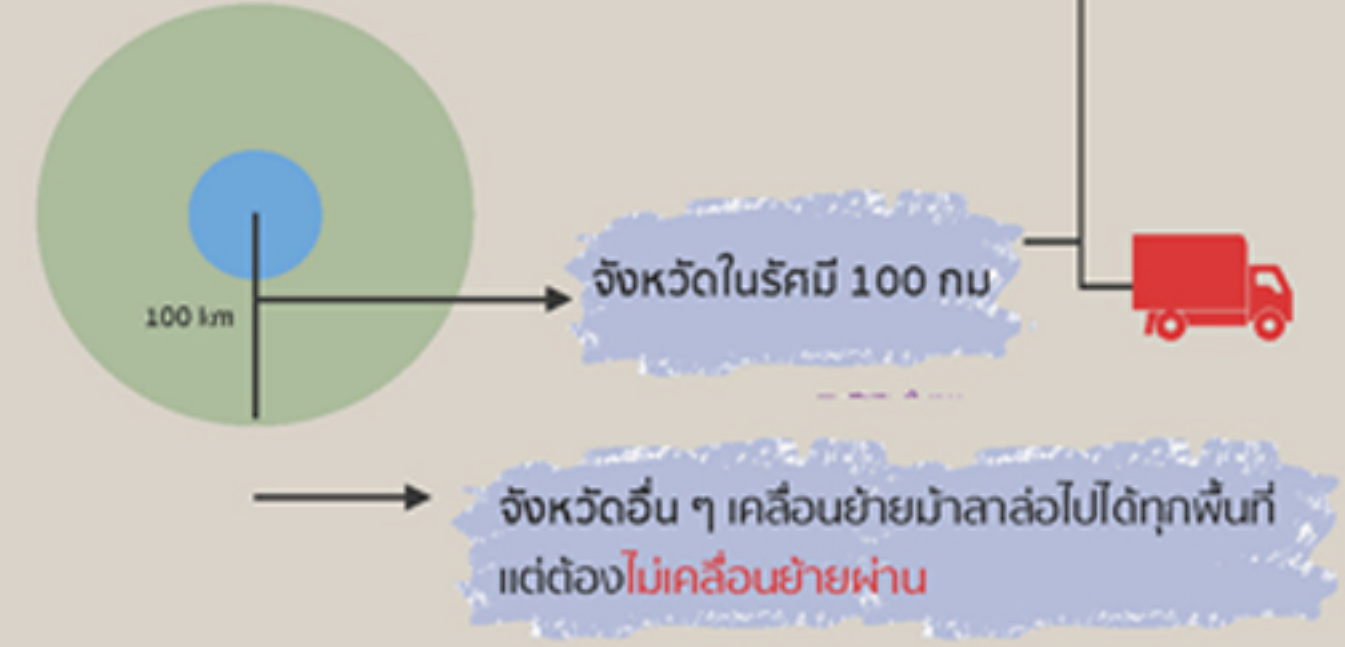 100 km
จังหวัดในรัศมี 100 กม
จังหวัดอื่น ๆ เคลื่อนย้ายม้าลาล่อไปได้ทุกพื้นที่
แต่ต้องไม่เคลื่อนย้ายผ่าน